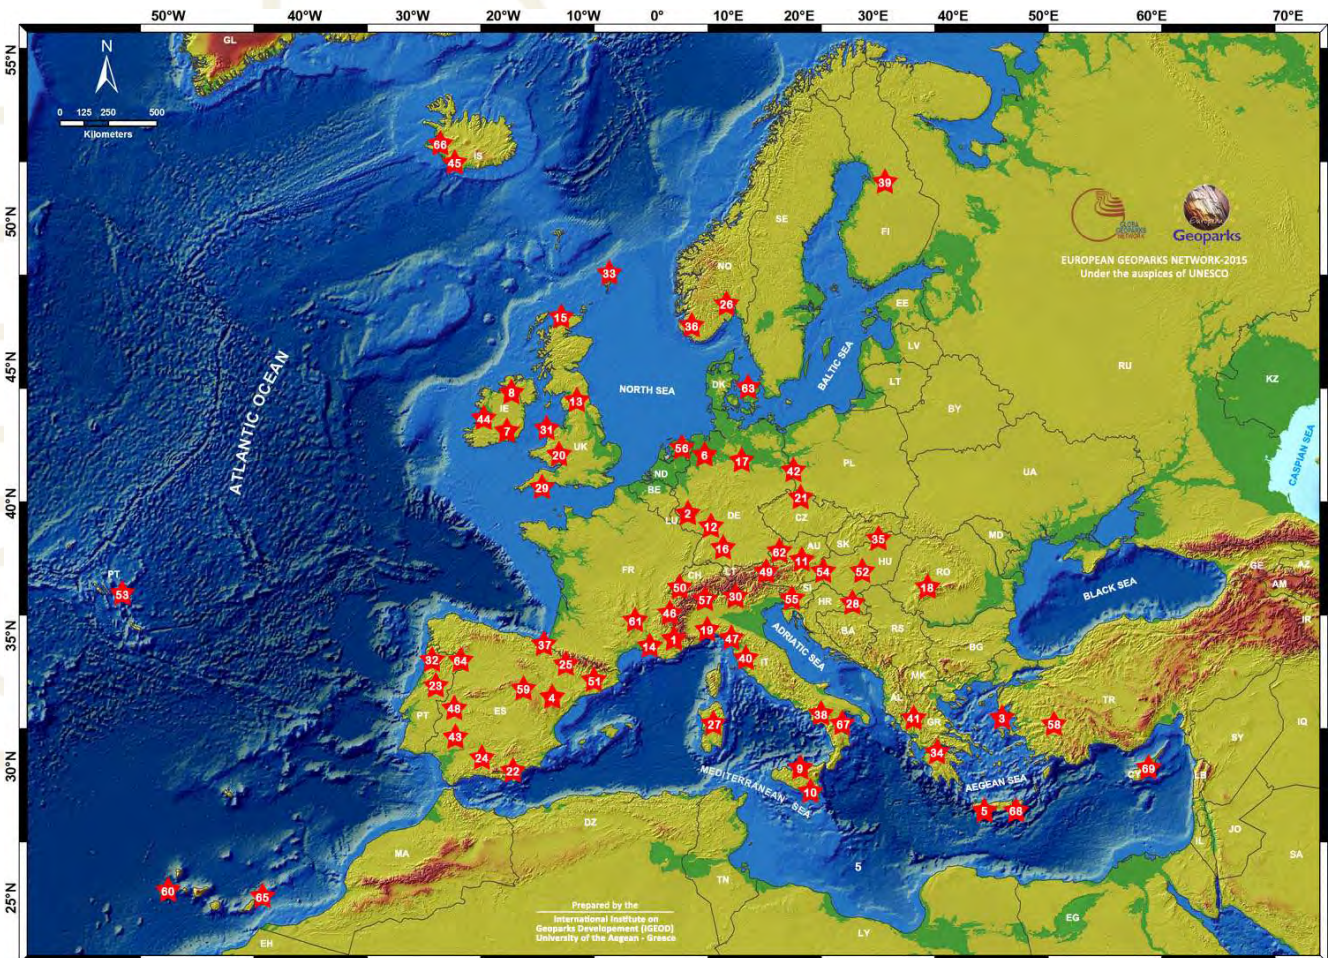 50°W 40°W 30°W 20°W 10°W 0° 10°E 20°E 30°E 40°E 50°E 60°E 70°E
55°N
50°N
45°N
40°N
35°N
30°N
25°N
N
0 125 250 500
Kilometers
GL
66
45
IS
39
SE
FI
NO
GLOBAL
GEOPARKS
NETWORK
European
Geoparks
EUROPEAN GEOPARKS NETWORK-2015
Under the auspices of UNESCO
33
26
15
36
EE
LV
LT
RU
KZ
BY
BALTIC SEA
NORTH SEA
DK
63
8
IE
44
7
13
31
UK
20
29
ATLANTIC OCEAN
CASPIAN SEA
56
6
17
42
PL
UA
ND
BE
21
CZ
LU
2
DE
12
16
62
AU
11
SK
35
HU
MD
FR
CH
LT
49
54
52
RO
18
50
57
30
SI
55
HR
28
GE
AZ
AM
IR
BLACK SEA
PT
53
61
46
1
14
19
47
40
IT
ADRIATIC SEA
BA
RS
BG
MK
AL
37
25
51
32
64
23
48
59
4
ES
PT
43
24
22
27
38
67
41
GR
34
3
58
TR
9
10
MEDITERRANEAN SEA
AEGEAN SEA
5
68
69
CY
SY
IQ
LB
IL
JO
SA
MA
DZ
TN
5
60
65
EH
LY
EG
Prepared by the
International Institute on
Geoparks Developement (IGEOD)
University of the Aegean - Greece